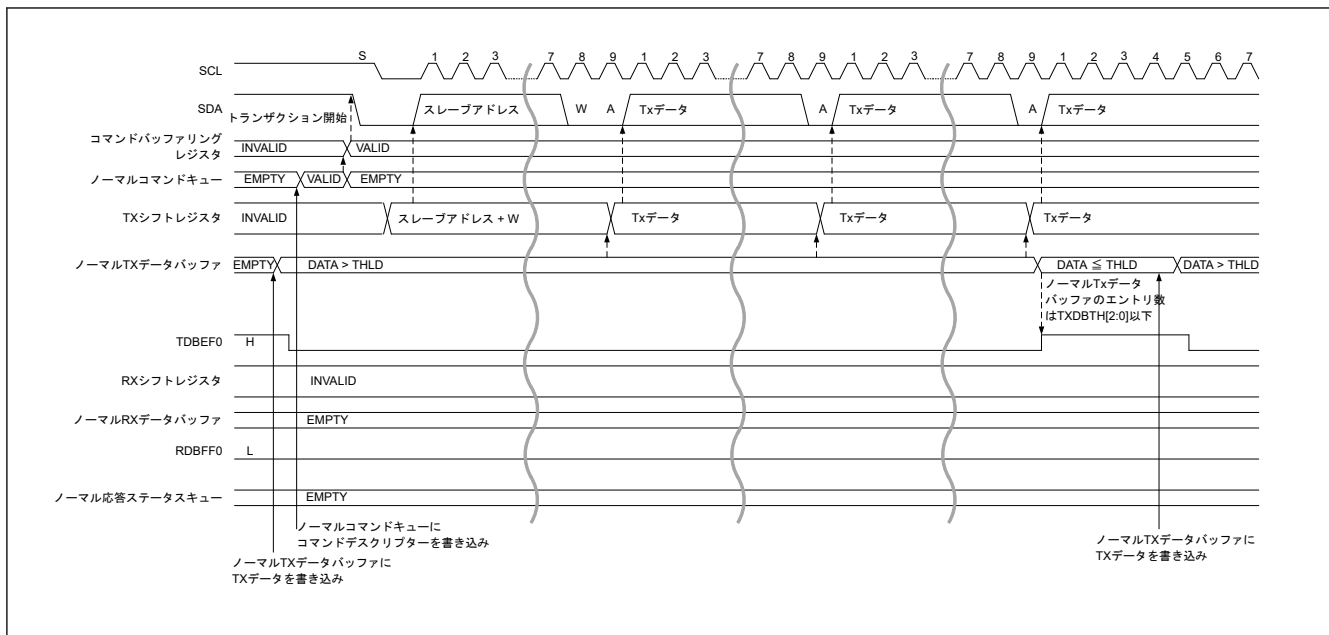 S 1 2 3 7 8 9 1 2 3 7 8 9 1 2 3 7 8 9 1 2 3 4 5 6 7
SCL
SDA
トランザクション開始
スレーブアドレス W A Txデータ A Txデータ A Txデータ
コマンドバッファリング
レジスタ
INVALID VALID
ノーマルコマンドキュー EMPTY VALID EMPTY
TXシフトレジスタ INVALID スレーブアドレス + W Txデータ Txデータ Txデータ
ノーマルTXデータバッファ EMPTY DATA > THLD DATA ≦ THLD DATA > THLD
ノーマルTxデータ
バッファのエントリ数
はTXDBTH[2:0]以下
TDBEF0 H
RXシフトレジスタ INVALID
ノーマルRXデータバッファ EMPTY
RDBFF0 L
ノーマル応答ステータスキュー EMPTY
ノーマルコマンドキューに
コマンドデスクリプターを書き込み
ノーマルTXデータバッファに
TXデータを書き込み
ノーマルTXデータバッファに
TXデータを書き込み